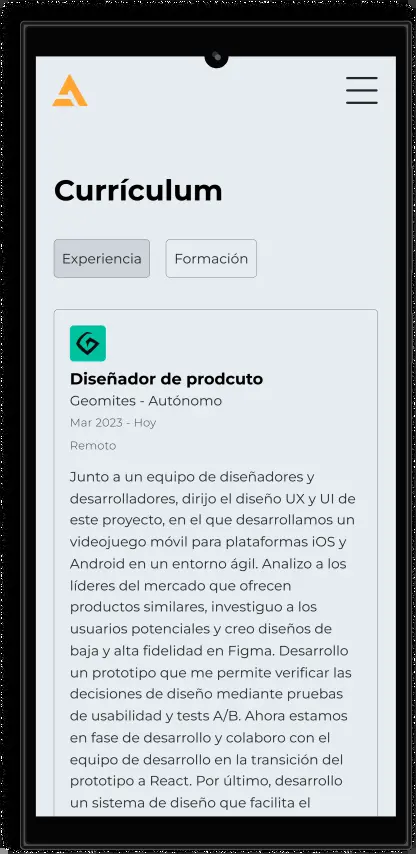 Currículum
Experiencia Formación
Diseñador de prodcuto
Geomites - Autónomo
Mar 2023 - Hoy
Remoto
Junto a un equipo de diseñadores y
desarrolladores, dirijo el diseño UX y UI de
este proyecto, en el que desarrollamos un
videojuego móvil para plataformas iOS y
Android en un entorno ágil. Analizo a los
líderes del mercado que ofrecen
productos similares, investiguo a los
usuarios potenciales y creo diseños de
baja y alta fidelidad en Figma. Desarrollo
un prototipo que me permite verificar las
decisiones de diseño mediante pruebas
de usabilidad y tests A/B. Ahora estamos
en fase de desarrollo y colaboro con el
equipo de desarrollo en la transición del
prototipo a React. Por último, desarrollo
un sistema de diseño que facilita el